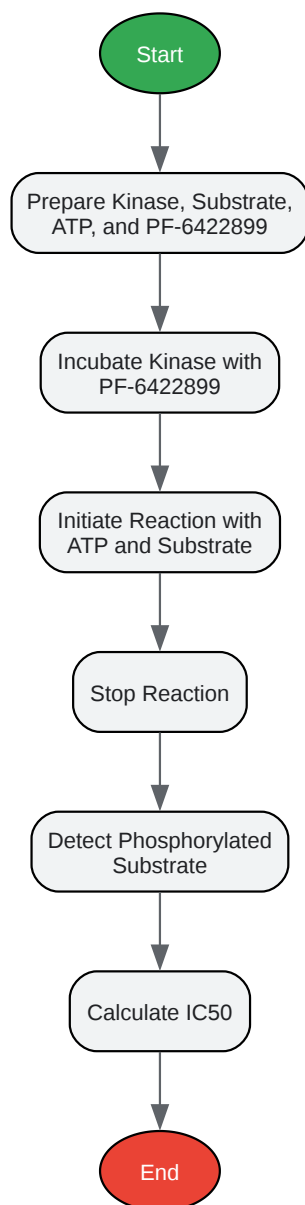 Start
Prepare Kinase, Substrate,
ATP, and PF-6422899
Incubate Kinase with
PF-6422899
Initiate Reaction with
ATP and Substrate
Stop Reaction
Detect Phosphorylated
Substrate
Calculate IC50
End